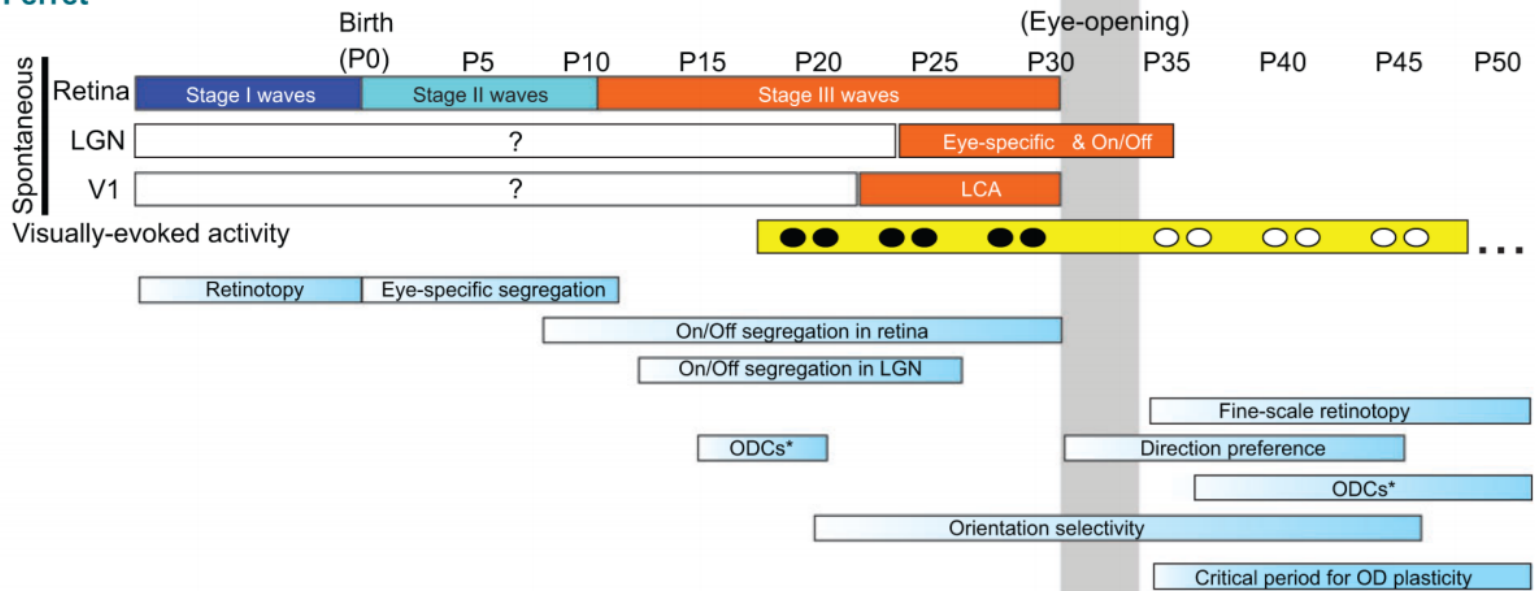 Ferret
Birth
(Eye-opening)
(P0) P5 P10 P15 P20 P25 P30 P35 P40 P45 P50
Spontaneous
Retina Stage I waves Stage II waves Stage III waves
LGN ? Eye-specific & On/Off
V1 ? LCA
Visually-evoked activity ...
Retinotopy Eye-specific segregation
On/Off segregation in retina
On/Off segregation in LGN
Fine-scale retinotopy
ODCs* Direction preference
ODCs*
Orientation selectivity
Critical period for OD plasticity